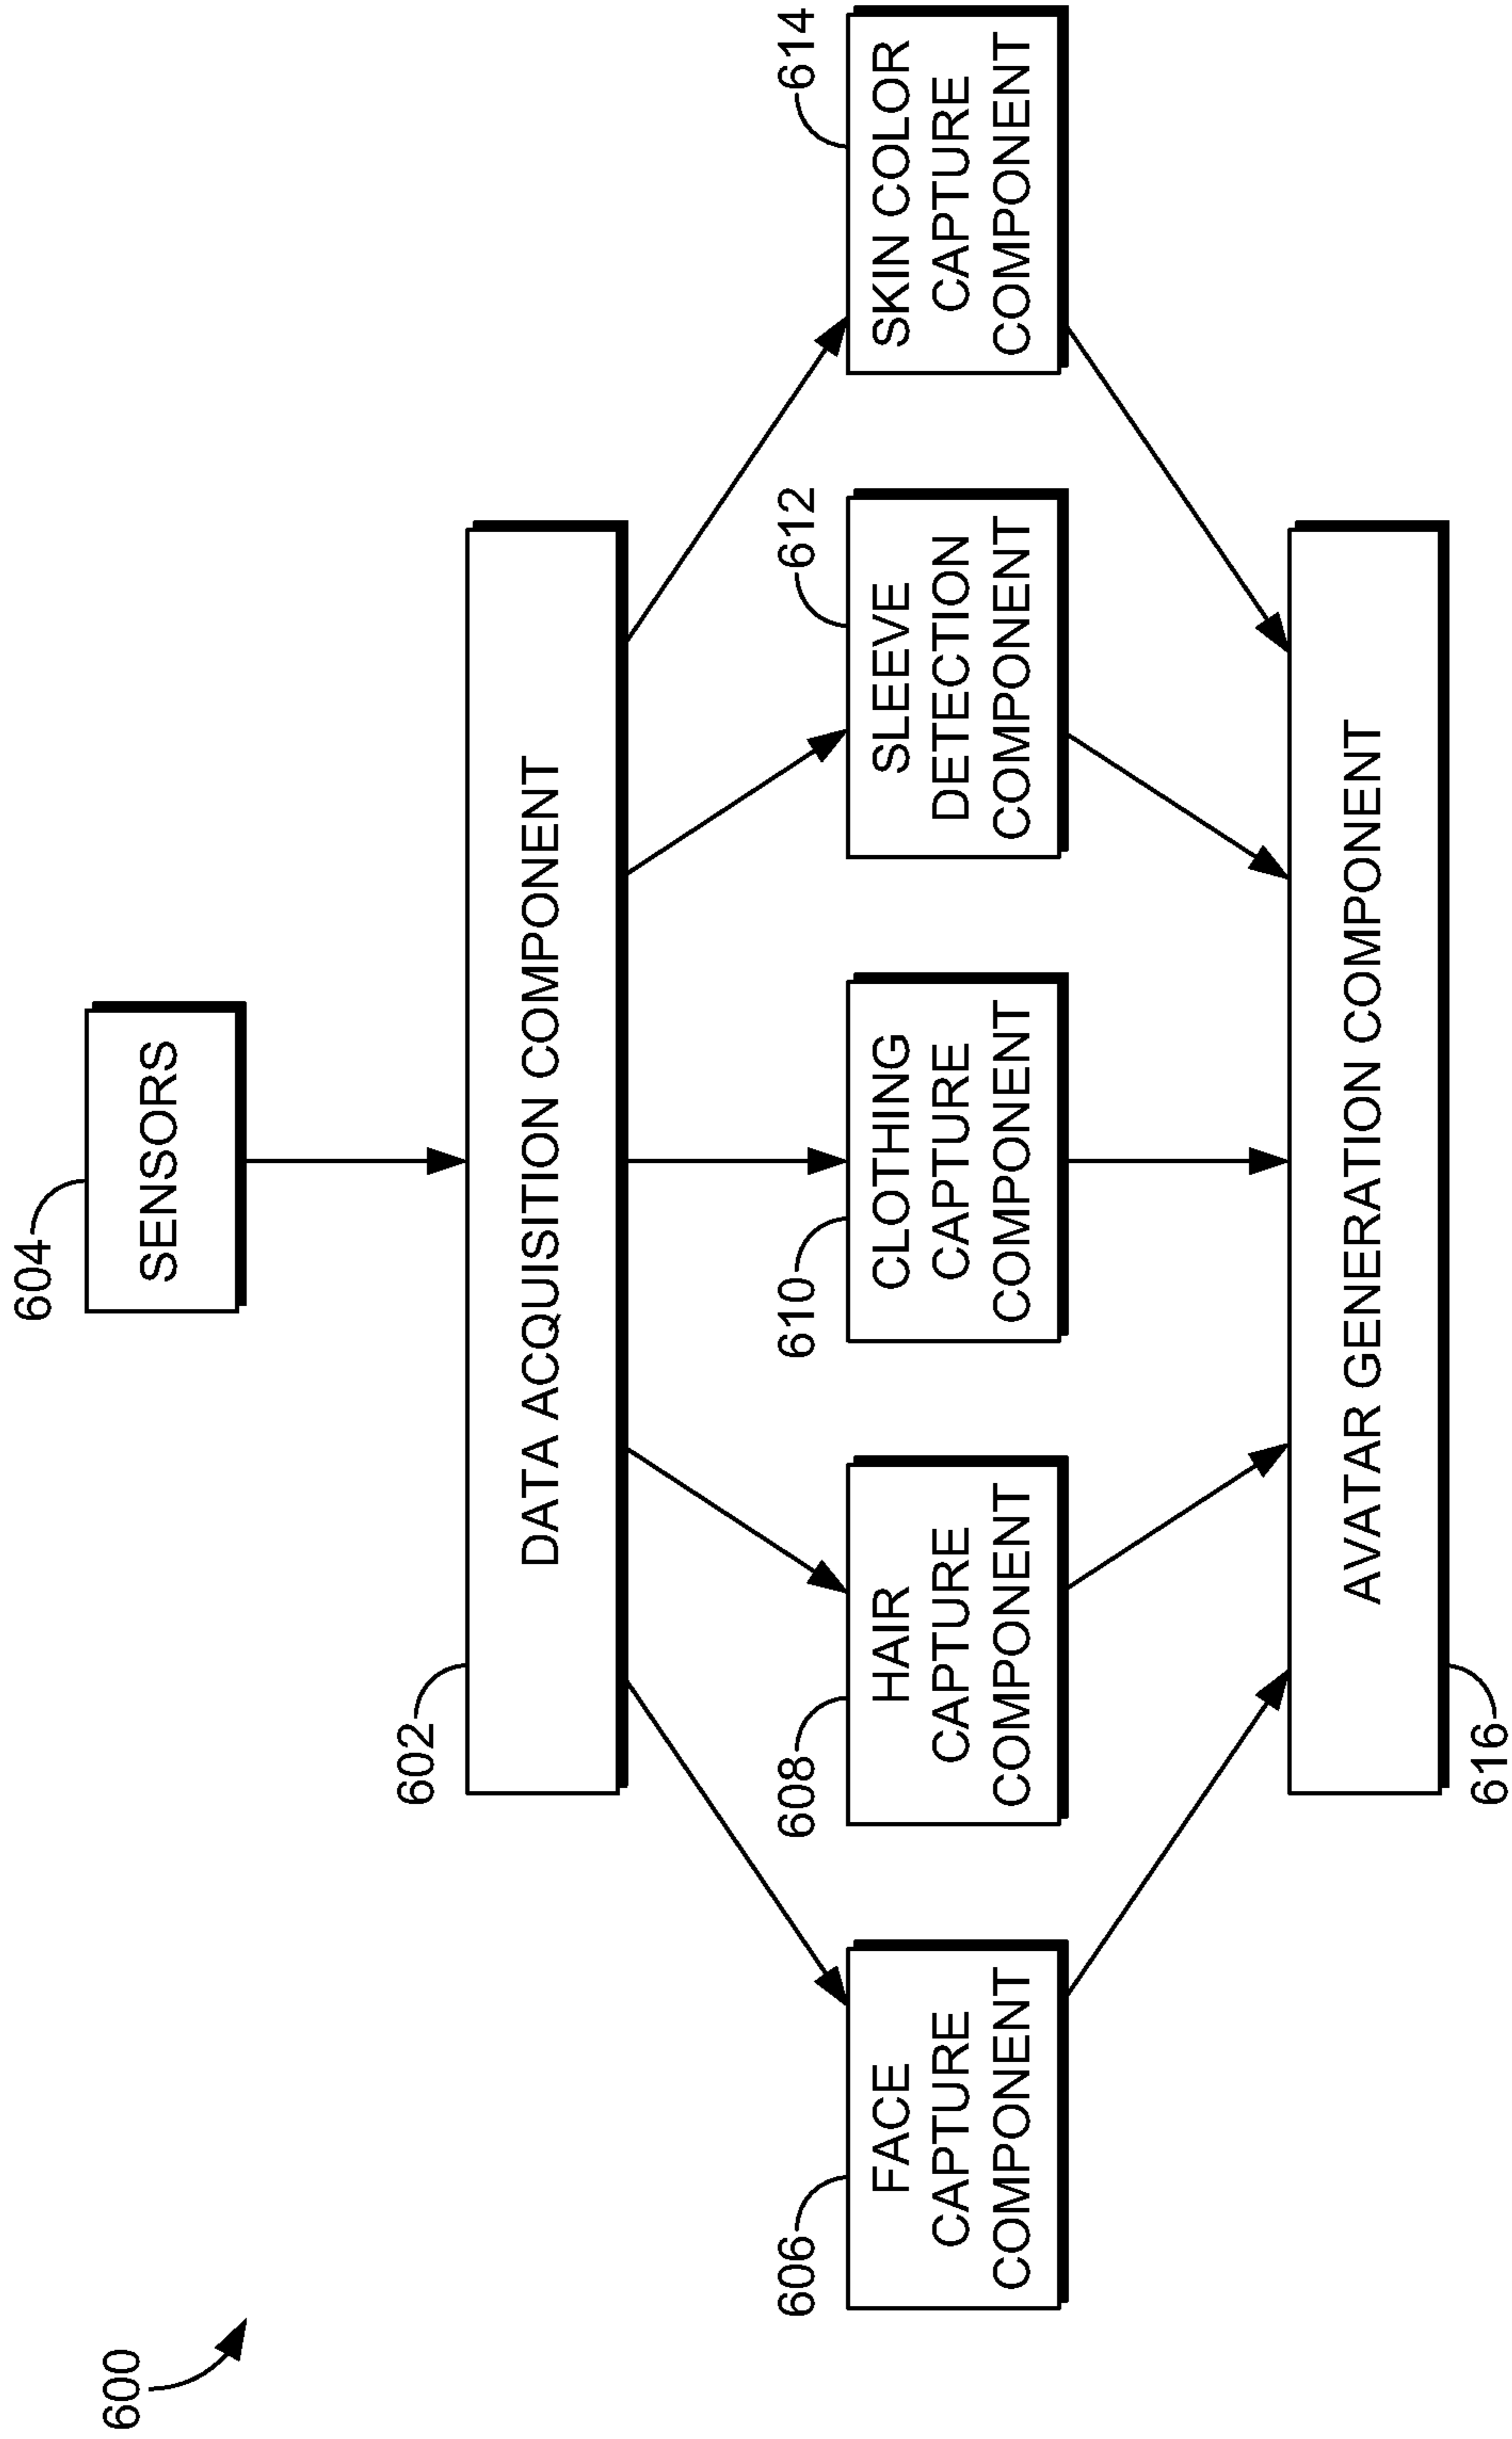 600
604
SENSORS
602
DATA ACQUISITION COMPONENT
606
FACE
CAPTURE
COMPONENT
608
HAIR
CAPTURE
COMPONENT
610
CLOTHING
CAPTURE
COMPONENT
612
SLEEVE
DETECTION
COMPONENT
614
SKIN COLOR
CAPTURE
COMPONENT
AVATAR GENERATION COMPONENT
616